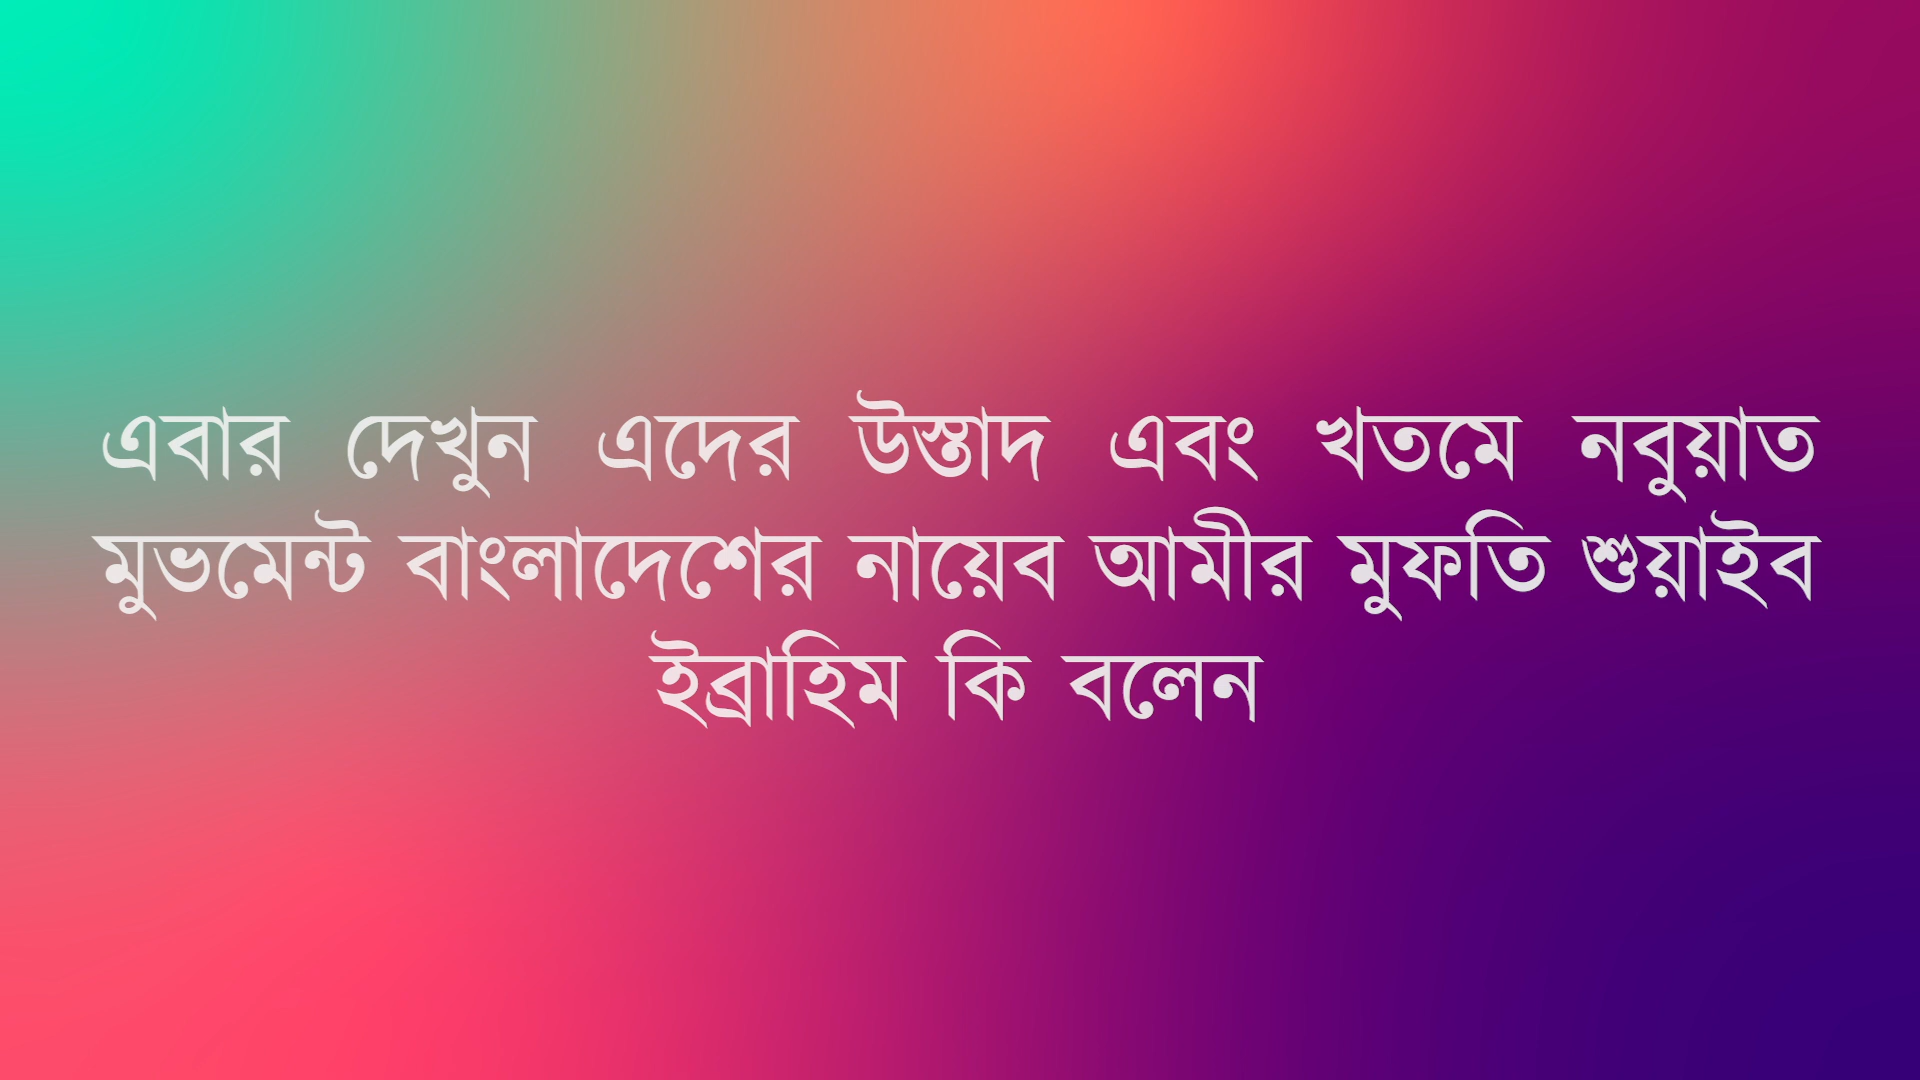 এবার দেখুন এদের উস্তাদ এবং খতমে নবুয়াত
মুভমেন্ট বাংলাদেশের নায়েব আমীর মুফতি শুয়াইব
ইব্রাহিম কি বলেন